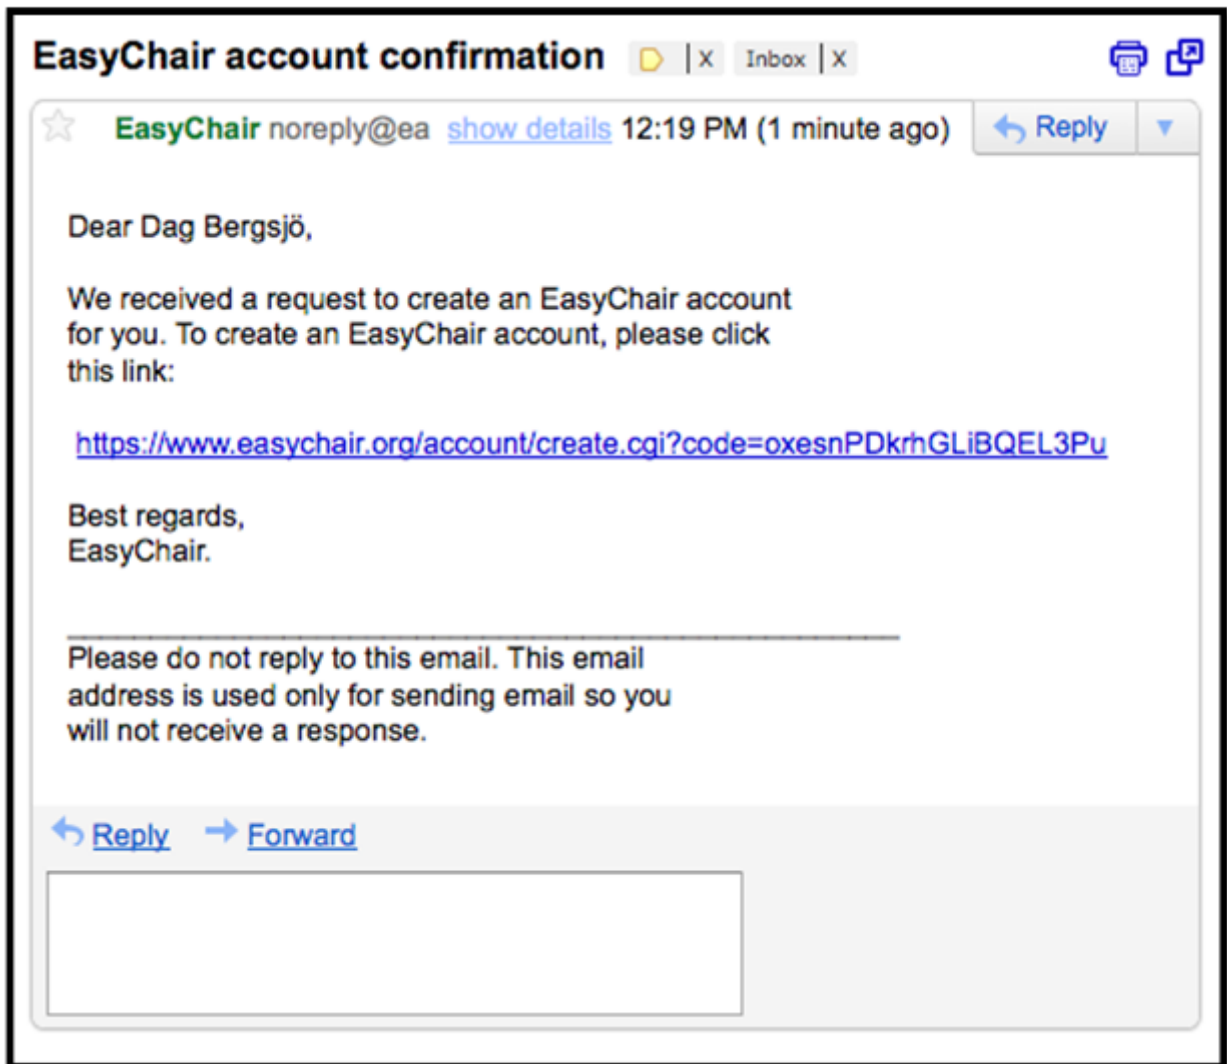 EasyChair account confirmation | X Inbox | X
EasyChair noreply@ea show details 12:19 PM (1 minute ago) Reply
Dear Dag Bergsjö,
We received a request to create an EasyChair account
for you. To create an EasyChair account, please click
this link:
https://www.easychair.org/account/create.cgi?code=oxesnPDkrhGLiBQEL3Pu
Best regards,
EasyChair.
Please do not reply to this email. This email
address is used only for sending email so you
will not receive a response.
Reply Forward